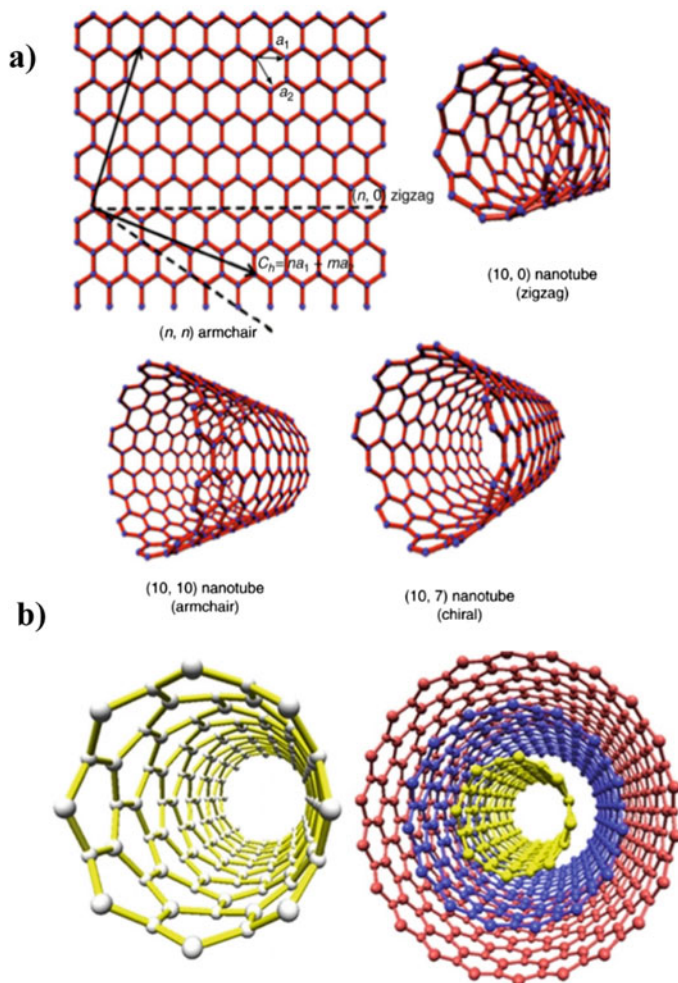 a)
a1
a2
(n, 0) zigzag
Ch= na1 + ma
(n, n) armchair
(10, 0) nanotube
(zigzag)
(10, 10) nanotube
(armchair)
(10, 7) nanotube
(chiral)
b)